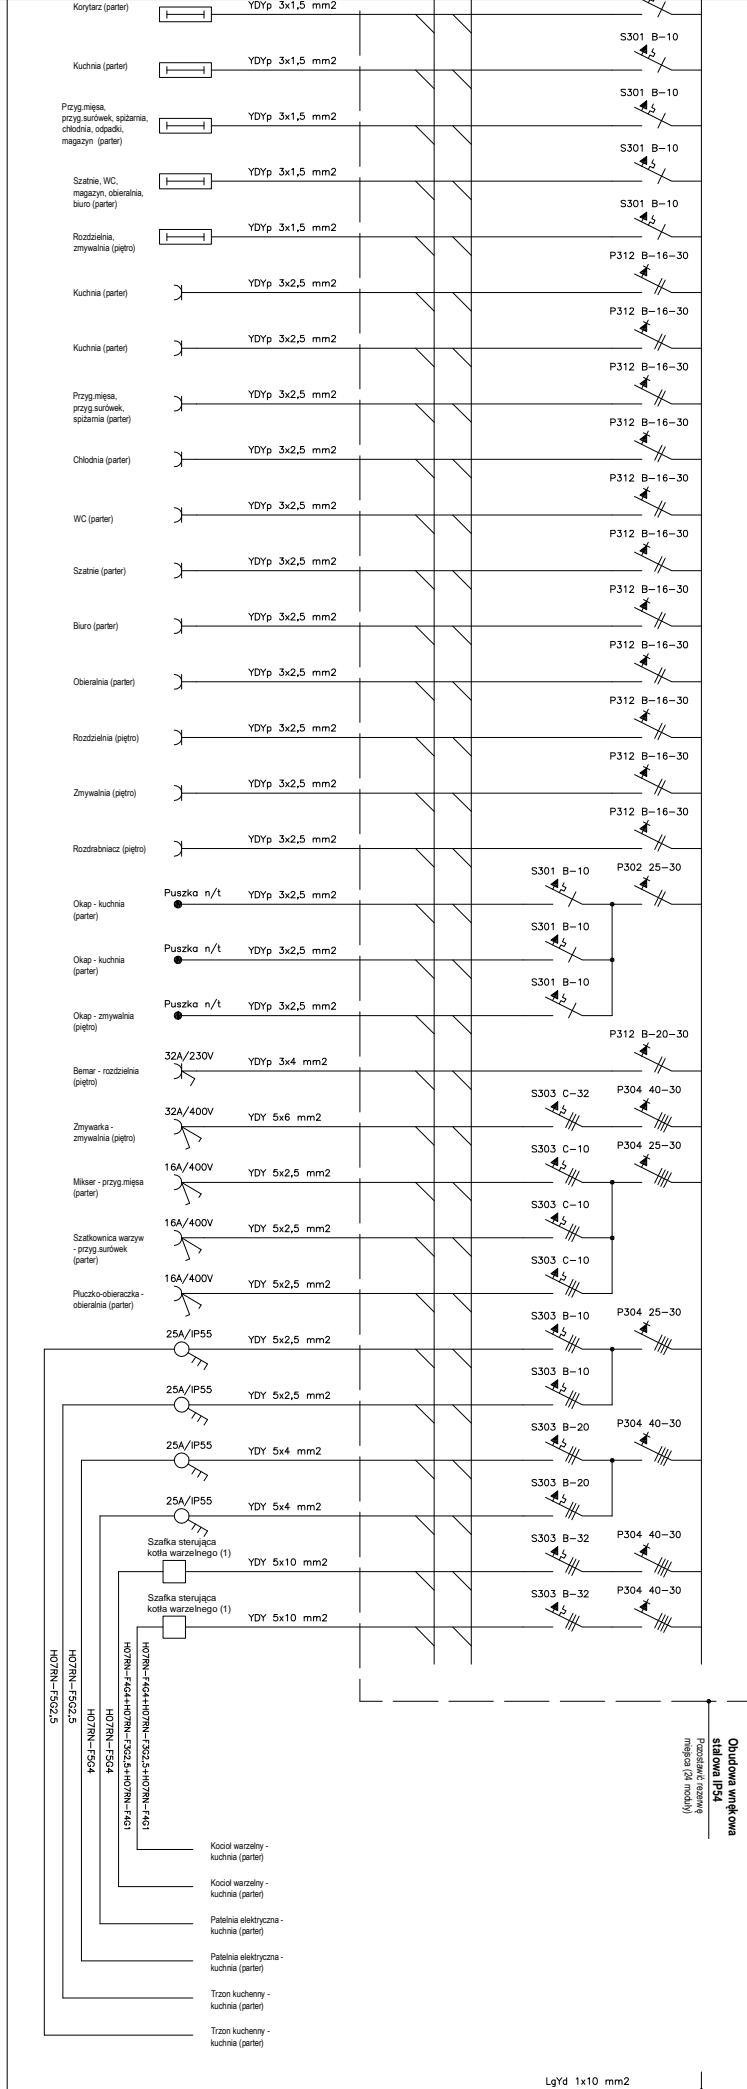 Korytarz (parter)
YDYp 3x1,5 mm2
S301 B-10
Kuchnia (parter)
YDYp 3x1,5 mm2
S301 B-10
Przyg.mięsa,
przyg.surówek, spiżarnia,
chłodnia, odpadki,
magazyn (parter)
YDYp 3x1,5 mm2
S301 B-10
Szatnie, WC,
magazyn, obieralnia,
biuro (parter)
YDYp 3x1,5 mm2
S301 B-10
Rozdzielnia,
zmywalnia (piętro)
YDYp 3x1,5 mm2
P312 B-16-30
Kuchnia (parter)
YDYp 3x2,5 mm2
P312 B-16-30
Kuchnia (parter)
YDYp 3x2,5 mm2
P312 B-16-30
Przyg.mięsa,
przyg.surówek,
spiżarnia (parter)
YDYp 3x2,5 mm2
P312 B-16-30
Chłodnia (parter)
YDYp 3x2,5 mm2
P312 B-16-30
WC (parter)
YDYp 3x2,5 mm2
P312 B-16-30
Szatnie (parter)
YDYp 3x2,5 mm2
P312 B-16-30
Biuro (parter)
YDYp 3x2,5 mm2
P312 B-16-30
Obieralnia (parter)
YDYp 3x2,5 mm2
P312 B-16-30
Rozdzielnia (piętro)
YDYp 3x2,5 mm2
P312 B-16-30
Zmywalnia (piętro)
YDYp 3x2,5 mm2
P312 B-16-30
Rozdrabniacz (piętro)
YDYp 3x2,5 mm2
S301 B-10
P302 25-30
Okap - kuchnia
(parter)
Puszka n/t
YDYp 3x2,5 mm2
S301 B-10
Okap - kuchnia
(parter)
Puszka n/t
YDYp 3x2,5 mm2
S301 B-10
Okap - zmywalnia
(piętro)
Puszka n/t
YDYp 3x2,5 mm2
P312 B-20-30
Bemar - rozdzielnia
(piętro)
32A/230V
YDYp 3x4 mm2
S303 C-32
P304 40-30
Zmywarka -
zmywalnia (piętro)
32A/400V
YDY 5x6 mm2
S303 C-10
P304 25-30
Mikser - przyg.mięsa
(parter)
16A/400V
YDY 5x2,5 mm2
S303 C-10
Szatkownica warzyw
- przyg.surówek
(parter)
16A/400V
YDY 5x2,5 mm2
S303 C-10
Płuczko-obieraczka -
obieralnia (parter)
16A/400V
YDY 5x2,5 mm2
S303 B-10
P304 25-30
25A/IP55
YDY 5x2,5 mm2
S303 B-10
25A/IP55
YDY 5x2,5 mm2
S303 B-20
P304 40-30
25A/IP55
YDY 5x4 mm2
S303 B-20
25A/IP55
YDY 5x4 mm2
S303 B-32
P304 40-30
Szafka sterująca
kotła warzelnego (1)
YDY 5x10 mm2
S303 B-32
P304 40-30
Szafka sterująca
kotła warzelnego (1)
YDY 5x10 mm2
H07RN-F5G2,5
H07RN-F5G2,5
H07RN-F5G4
H07RN-F5G4
H07RN-F4G4+H07RN-F3G2,5+H07RN-F4G1
H07RN-F4G4+H07RN-F3G2,5+H07RN-F4G1
Obudowa wnękowa
stalowa IP54
Pozostawić rezerwę
miejsca (24 moduły)
Kocioł warzelny -
kuchnia (parter)
Kocioł warzelny -
kuchnia (parter)
Patelnia elektryczna -
kuchnia (parter)
Patelnia elektryczna -
kuchnia (parter)
Trzon kuchenny -
kuchnia (parter)
Trzon kuchenny -
kuchnia (parter)
LgYd 1x10 mm2